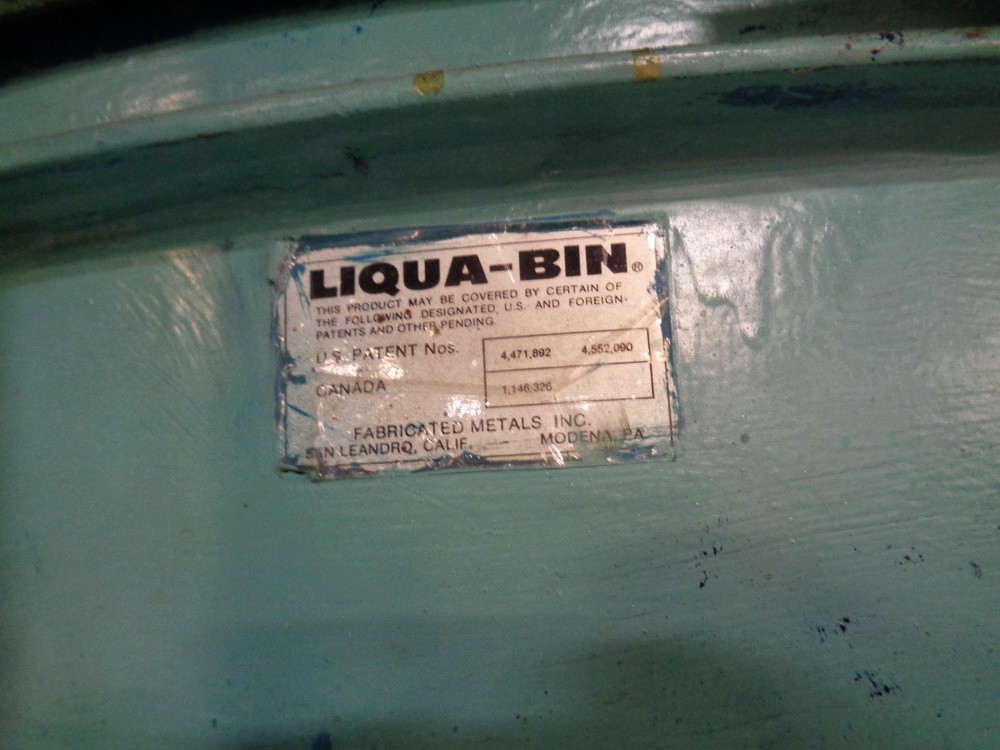 LIQUA-BIN®
THIS PRODUCT MAY BE COVERED BY CERTAIN OF
THE FOLLOWING DESIGNATED U.S. AND FOREIGN
PATENTS AND OTHER PENDING
U.S. PATENT Nos. 4,471,892 4,552,090
CANADA 1,146,326
FABRICATED METALS INC.
SAN LEANDRO, CALIF. MODENA, PA